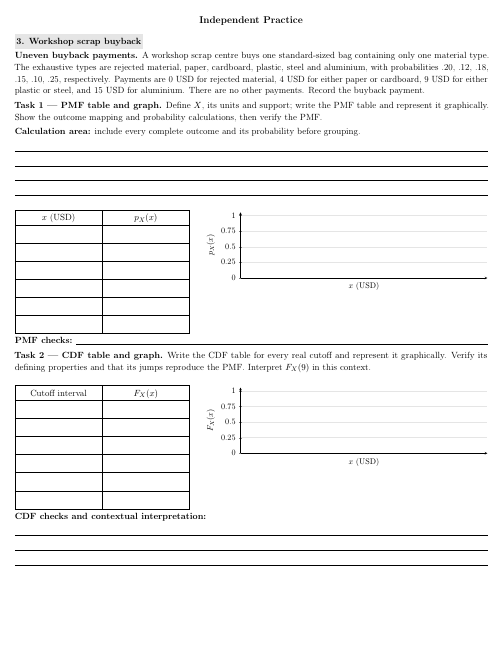 Independent Practice
3. Workshop scrap buyback
Uneven buyback payments. A workshop scrap centre buys one standard-sized bag containing only one material type.
The exhaustive types are rejected material, paper, cardboard, plastic, steel and aluminium, with probabilities .20, .12, .18,
.15, .10, .25, respectively. Payments are 0 USD for rejected material, 4 USD for either paper or cardboard, 9 USD for either
plastic or steel, and 15 USD for aluminium. There are no other payments. Record the buyback payment.
Task 1 — PMF table and graph. Define X, its units and support; write the PMF table and represent it graphically.
Show the outcome mapping and probability calculations, then verify the PMF.
Calculation area: include every complete outcome and its probability before grouping.
x (USD) pX(x)
1
0.75
0.5
0.25
0
pX(x)
x (USD)
PMF checks:
Task 2 — CDF table and graph. Write the CDF table for every real cutoff and represent it graphically. Verify its
defining properties and that its jumps reproduce the PMF. Interpret FX(9) in this context.
Cutoff interval FX(x)
1
0.75
0.5
0.25
0
FX(x)
x (USD)
CDF checks and contextual interpretation: